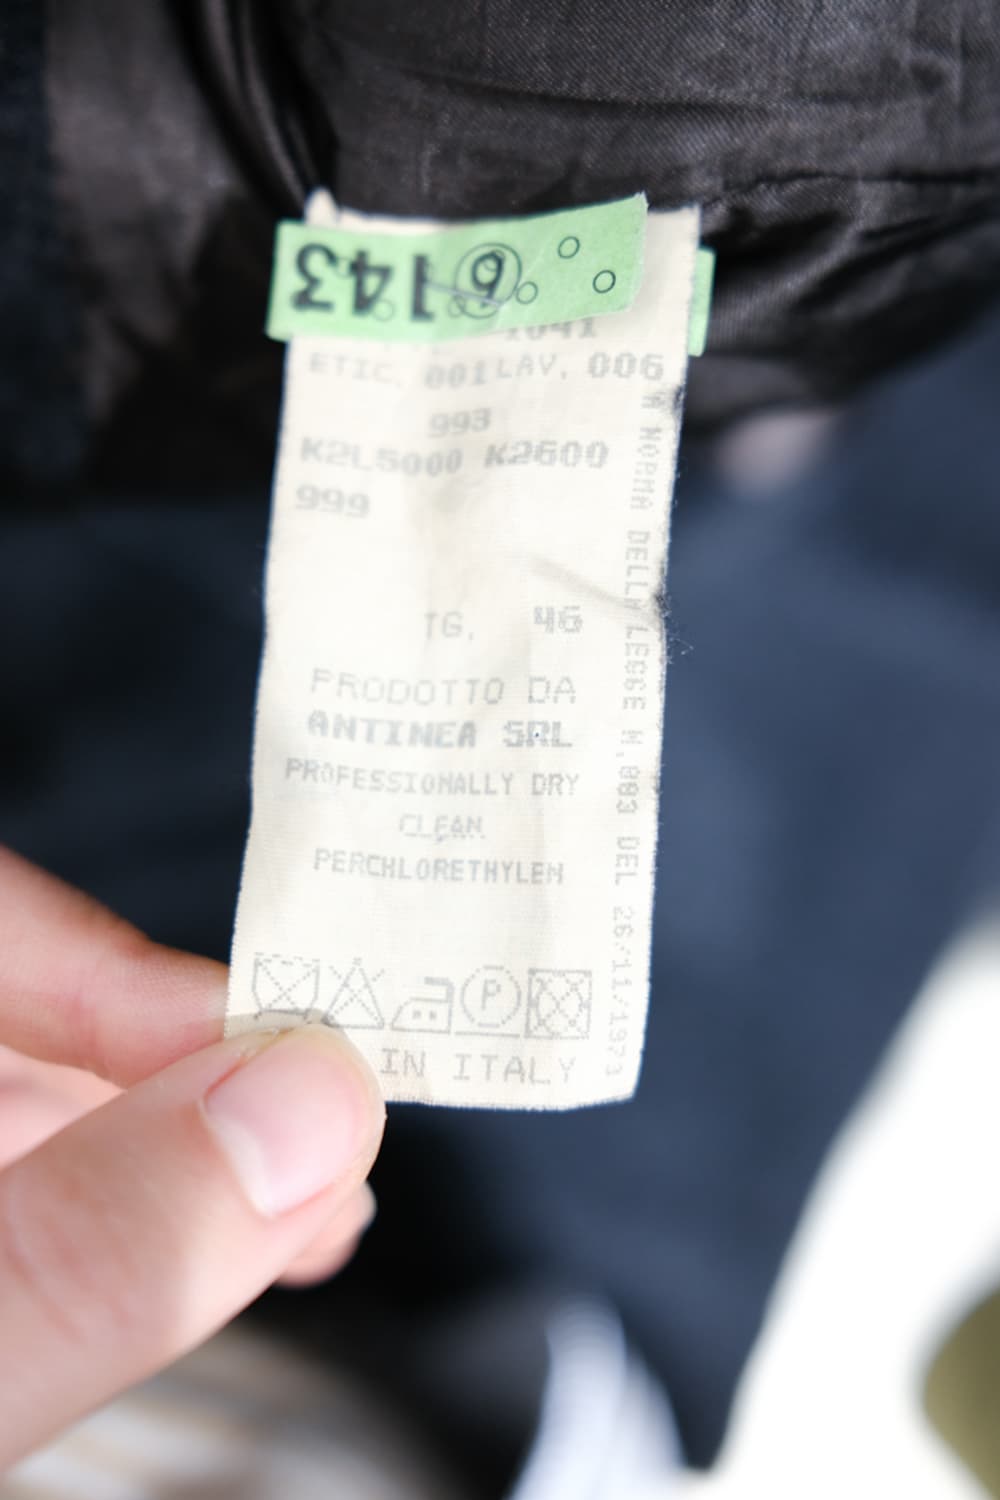 6143
1041
ETIC. 001 LAV. 006
993
K2L5000 K2600
999
TG. 46
PRODOTTO DA
ANTINEA SRL
PROFESSIONALLY DRY
CLEAN
PERCHLORETHYLEN
P
IN ITALY
A NORMA DELLA LEGGE N.883 DEL 26/11/1973